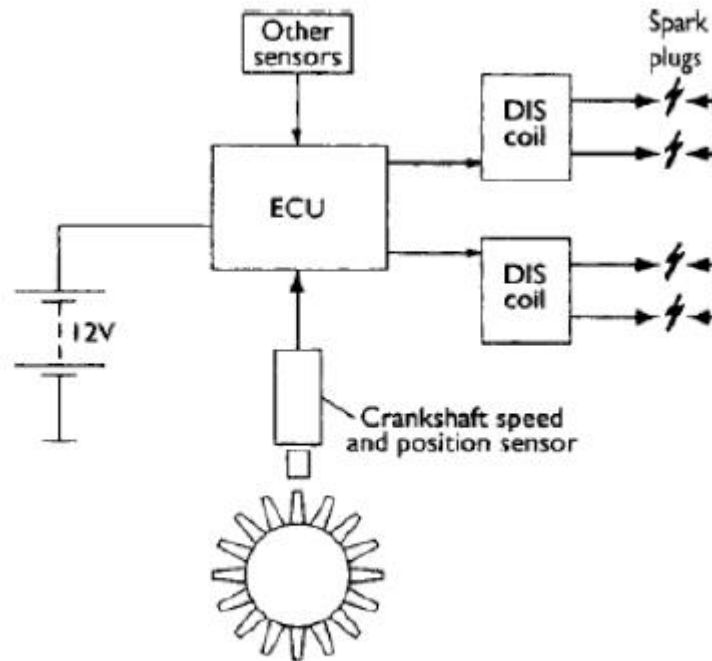 Other
sensors
Spark
plugs
DIS
coil
ECU
DIS
coil
12V
Crankshaft speed
and position sensor